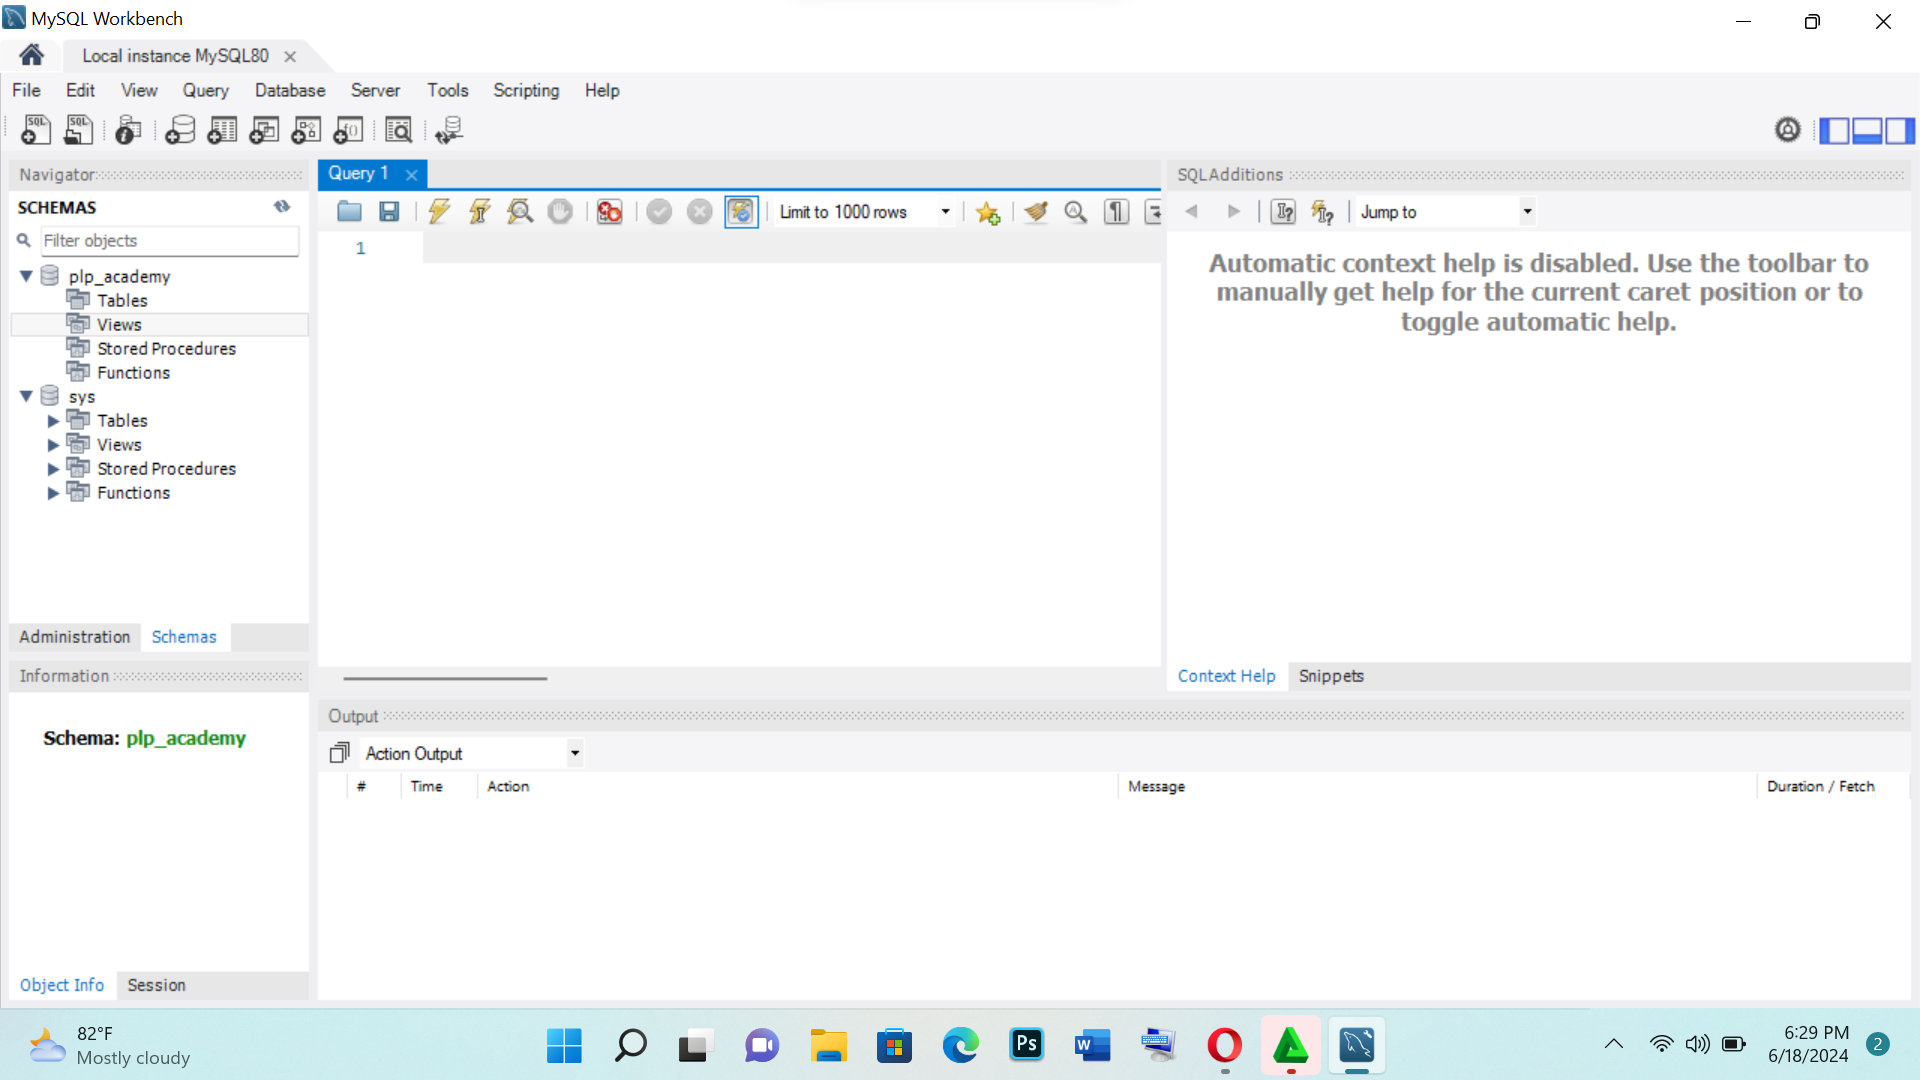 MySQL Workbench
Local instance MySQL80
File Edit View Query Database Server Tools Scripting Help
Navigator
SCHEMAS
Filter objects
plp_academy
Tables
Views
Stored Procedures
Functions
sys
Tables
Views
Stored Procedures
Functions
Administration Schemas
Information
Schema: plp_academy
Object Info Session
Query 1
Limit to 1000 rows
1
SQLAdditions
Jump to
Automatic context help is disabled. Use the toolbar to
manually get help for the current caret position or to
toggle automatic help.
Context Help Snippets
Output
Action Output
# Time Action Message Duration / Fetch
82°F
Mostly cloudy
Ps
W
6:29 PM
6/18/2024
2